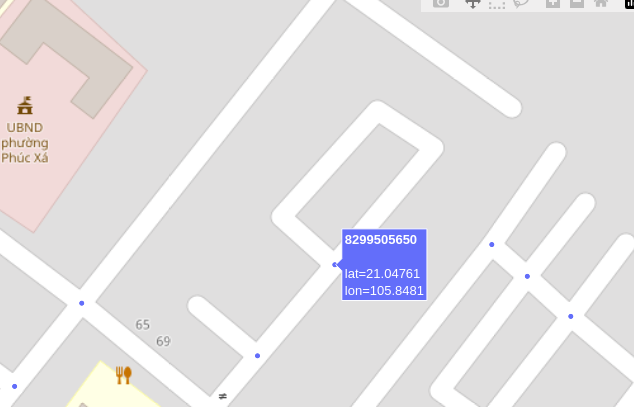 UBND
phường
Phúc Xá
8299505650
lat=21.04761
lon=105.8481
65
69